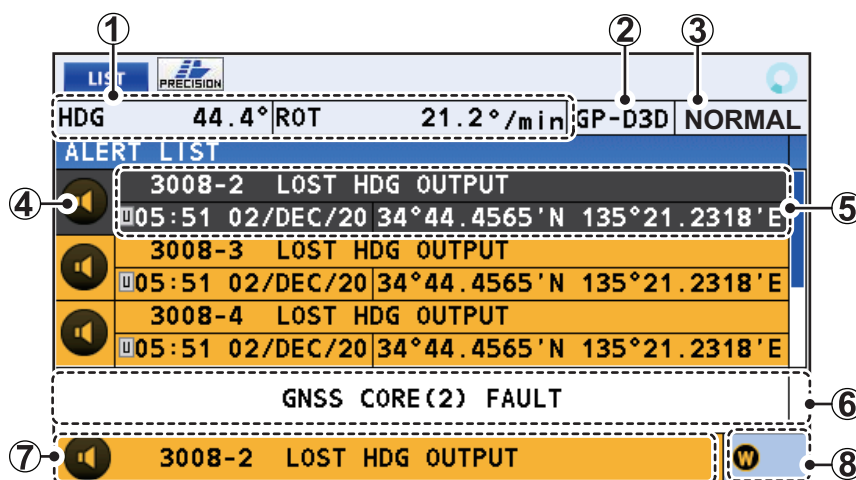 1 2 3
LIST PRECISION
HDG 44.4° ROT 21.2°/min GP-D3D NORMAL
ALERT LIST
4 3008-2 LOST HDG OUTPUT
U05:51 02/DEC/20 34°44.4565'N 135°21.2318'E 5
3008-3 LOST HDG OUTPUT
U05:51 02/DEC/20 34°44.4565'N 135°21.2318'E
3008-4 LOST HDG OUTPUT
U05:51 02/DEC/20 34°44.4565'N 135°21.2318'E
GNSS CORE(2) FAULT 6
7 3008-2 LOST HDG OUTPUT W 8